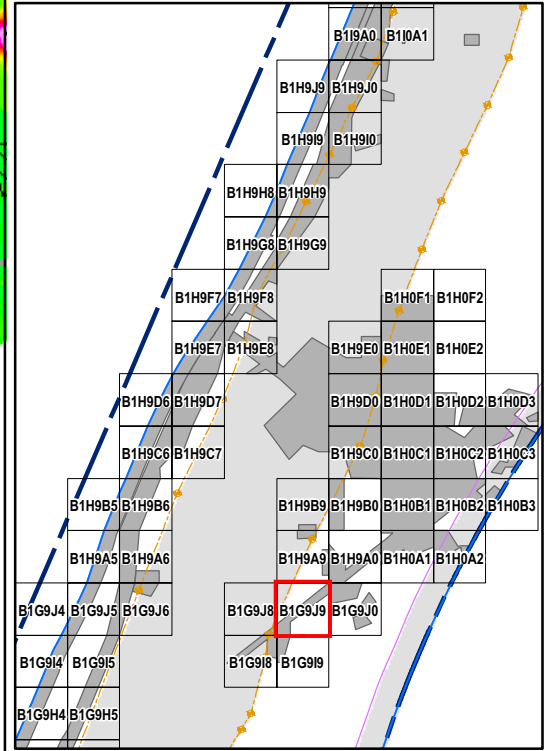 B1I9A0 B1I0A1
B1H9J9 B1H9J0
B1H9I9 B1H9I0
B1H9H8 B1H9H9
B1H9G8 B1H9G9
B1H9F7 B1H9F8 B1H0F1 B1H0F2
B1H9E7 B1H9E8 B1H9E0 B1H0E1 B1H0E2
B1H9D6 B1H9D7 B1H9D0 B1H0D1 B1H0D2 B1H0D3
B1H9C6 B1H9C7 B1H9C0 B1H0C1 B1H0C2 B1H0C3
B1H9B5 B1H9B6 B1H9B9 B1H9B0 B1H0B1 B1H0B2 B1H0B3
B1H9A5 B1H9A6 B1H9A9 B1H9A0 B1H0A1 B1H0A2
B1G9J4 B1G9J5 B1G9J6 B1G9J8 B1G9J9 B1G9J0
B1G9I4 B1G9I5 B1G9I8 B1G9I9
B1G9H4 B1G9H5